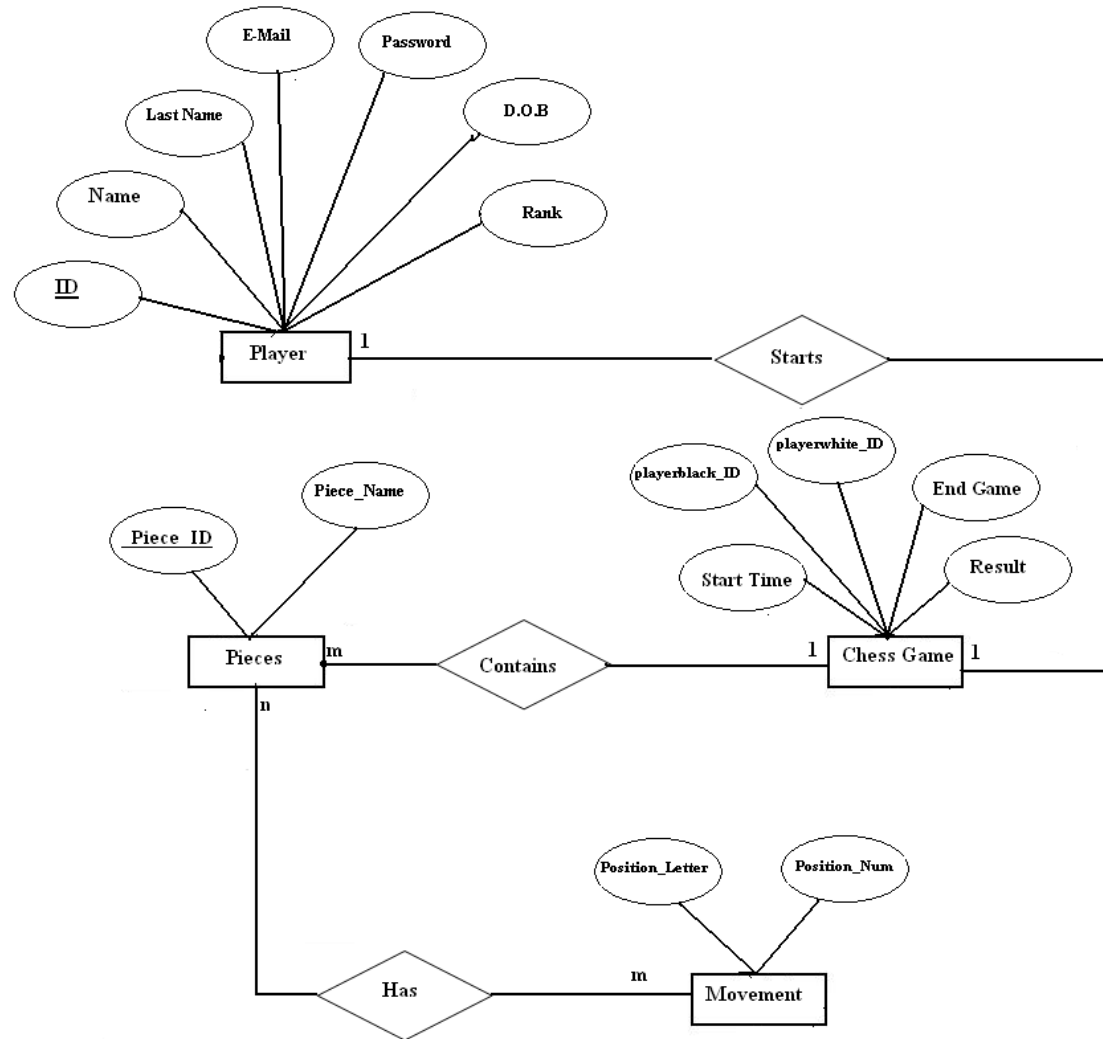 E-Mail
Password
Last Name
D.O.B
Name
Rank
ID
Player
1
Starts
playerwhite_ID
playerblack_ID
End Game
Piece_Name
Piece_ID
Start Time
Result
Pieces
m
Contains
1
Chess Game
1
n
Position_Letter
Position_Num
Has
m
Movement